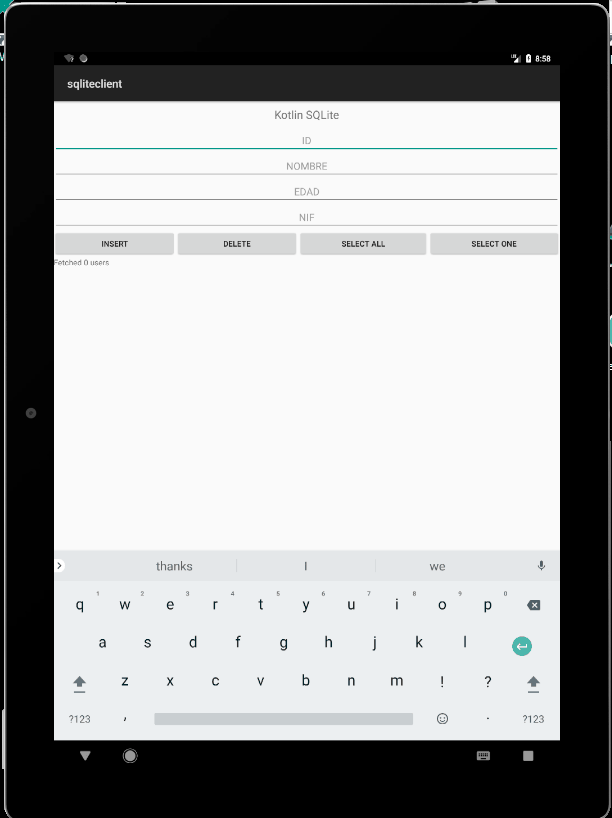 8:58
sqliteclient
Kotlin SQLite
ID
NOMBRE
EDAD
NIF
INSERT DELETE SELECT ALL SELECT ONE
Fetched 0 users
thanks I we
1 2 3 4 5 6 7 8 9 0
q w e r t y u i o p
a s d f g h j k l
z x c v b n m ! ?
?123 , . ?123